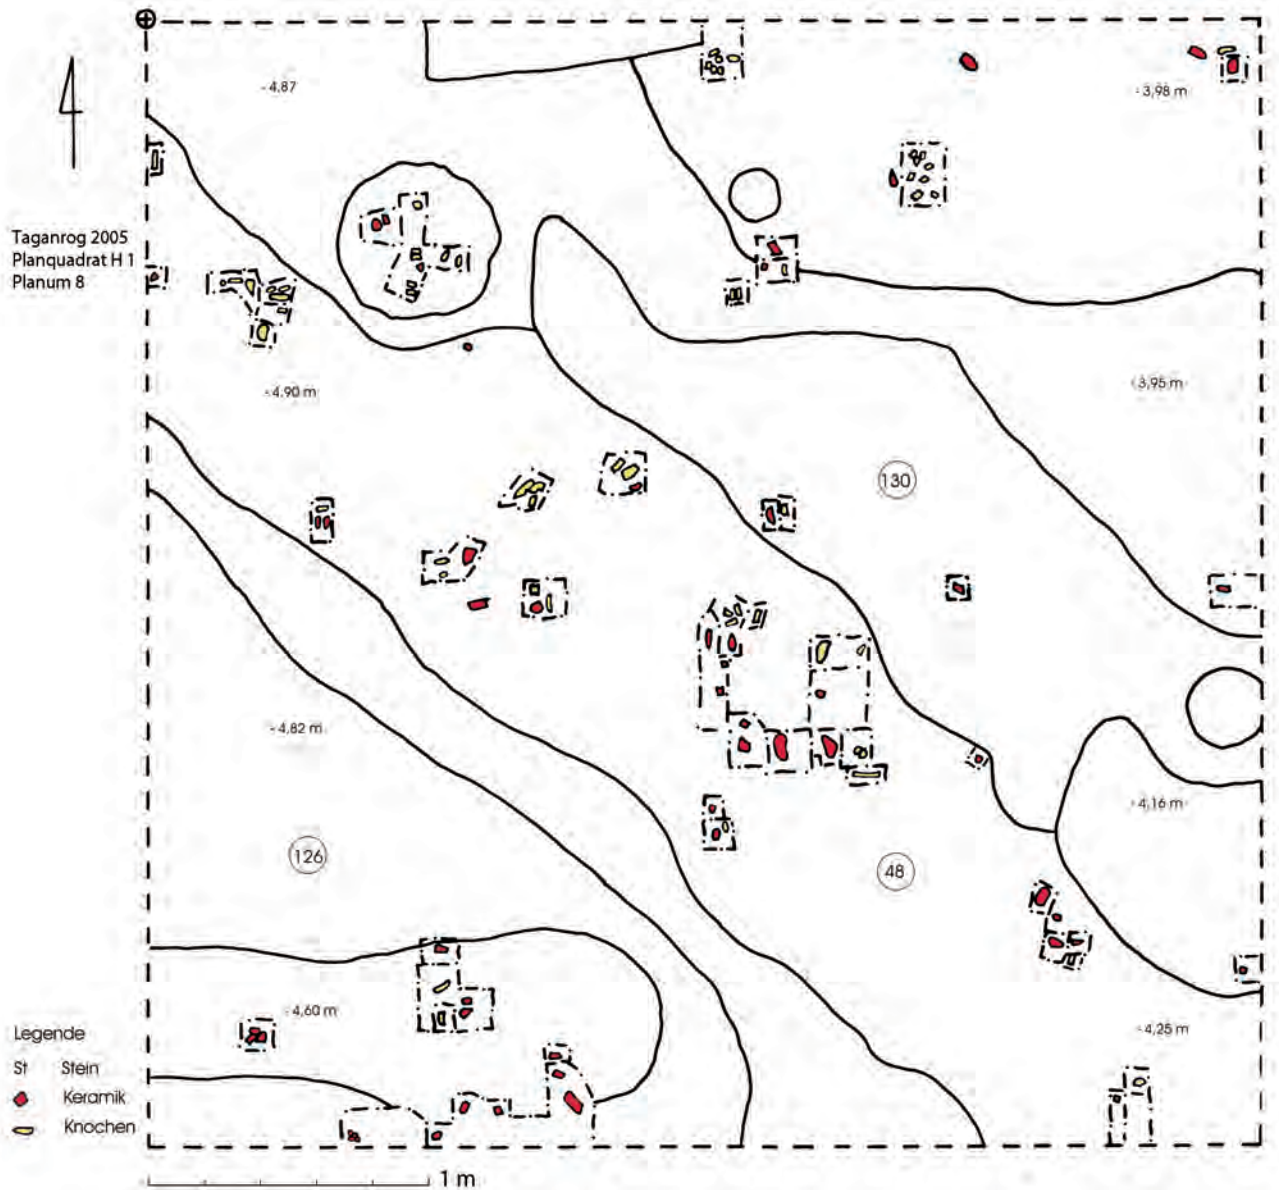 - 4,87
- 3,98 m
Taganrog 2005
Planquadrat H 1
Planum 8
- 4,90 m
- 3,95 m
130
- 4,82 m
- 4,16 m
126
48
- 4,60 m
- 4,25 m
Legende
St Stein
Keramik
Knochen
1 m